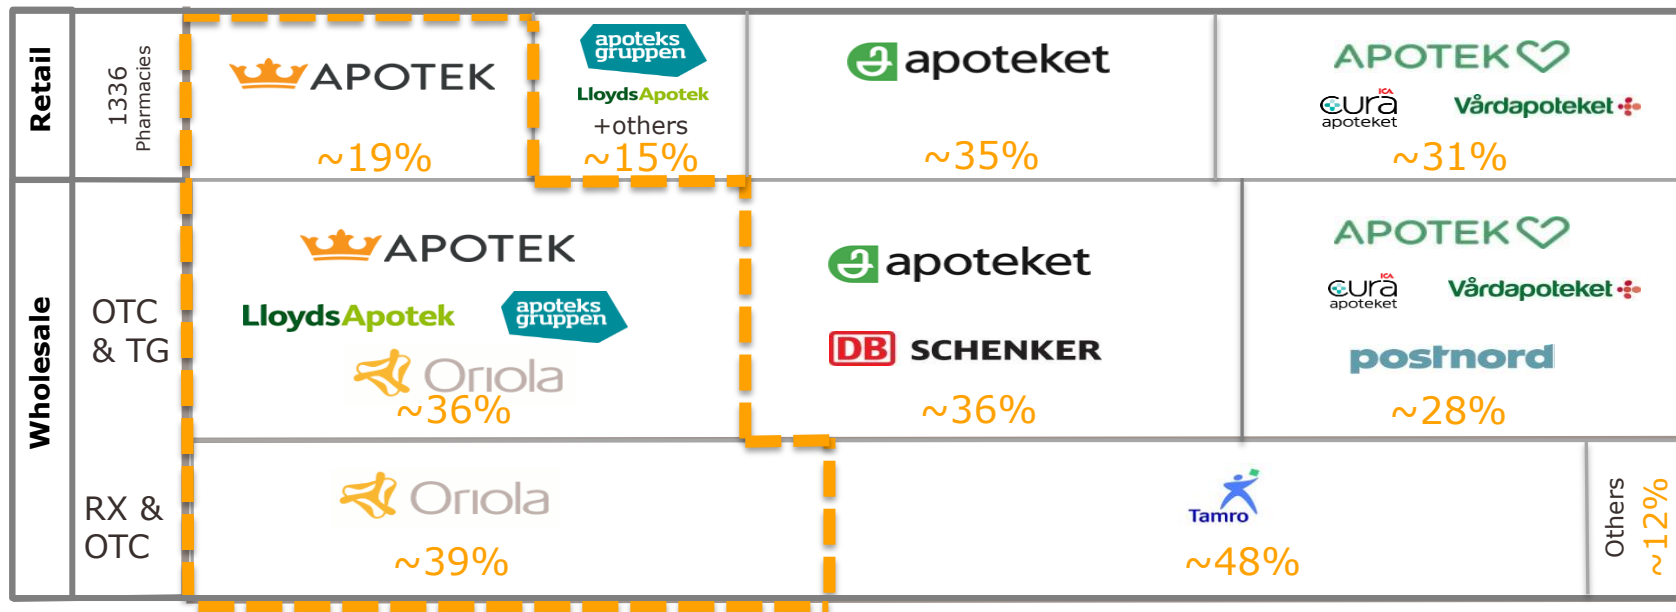 Retail
1336
Pharmacies
APOTEK
~19%
apoteks
gruppen
LloydsApotek
+others
~15%
apoteket
~35%
APOTEK
ICA
cura
apoteket
Vårdapoteket
~31%
Wholesale
OTC
& TG
APOTEK
LloydsApotek
apoteks
gruppen
Oriola
~36%
apoteket
DB SCHENKER
~36%
APOTEK
ICA
cura
apoteket
Vårdapoteket
postnord
~28%
RX &
OTC
Oriola
~39%
Tamro
~48%
Others
~12%